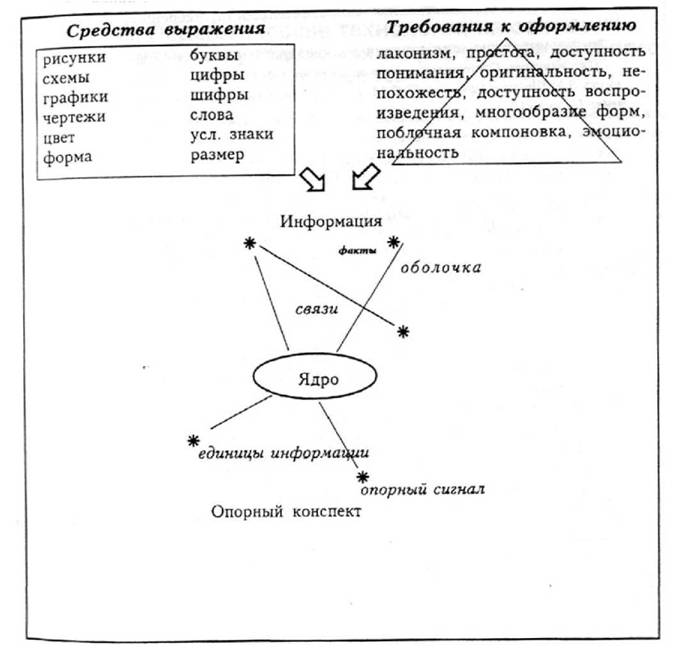 Средства выражения
рисунки буквы
схемы цифры
графики шифры
чертежи слова
цвет усл. знаки
форма размер
Требования к оформлению
лаконизм, простота, доступность
понимания, оригинальность, не-
похожесть, доступность воспро-
изведения, многообразие форм,
поблочная компоновка, эмоцио-
нальность
Информация
факты
оболочка
связи
Ядро
единицы информации
опорный сигнал
Опорный конспект